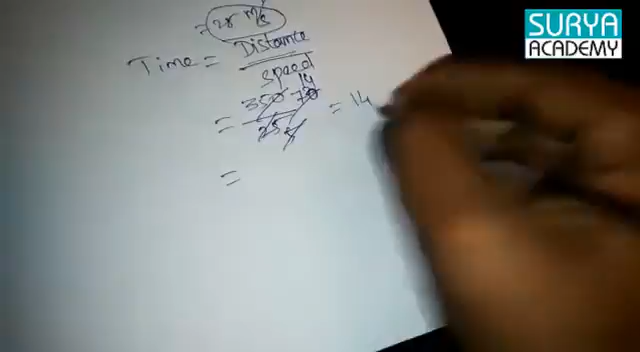 SURYA
ACADEMY
= 25 m/s
Time = Distance
speed
14
350 70
= 14
=
25 5
=